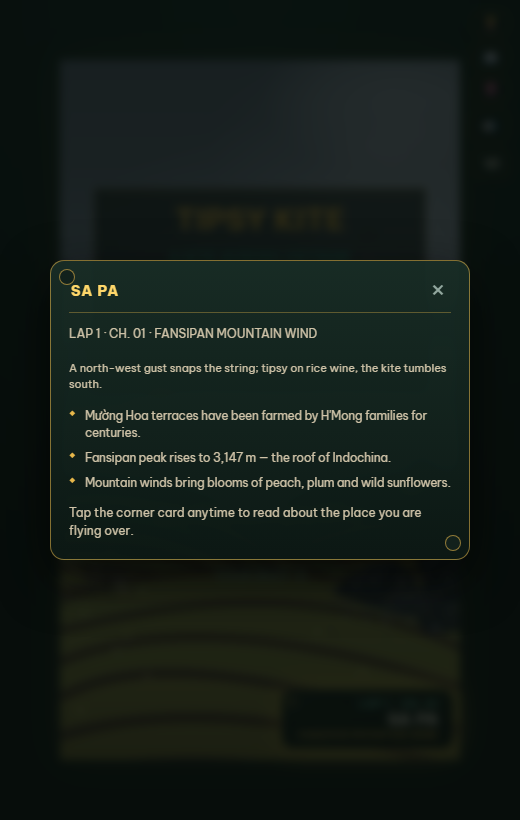 TIPSY KITE
SA PA
✕
LAP 1 · CH. 01 · FANSIPAN MOUNTAIN WIND
A north-west gust snaps the string; tipsy on rice wine, the kite tumbles
south.
Mường Hoa terraces have been farmed by H'Mong families for
centuries.
Fansipan peak rises to 3,147 m — the roof of Indochina.
Mountain winds bring blooms of peach, plum and wild sunflowers.
Tap the corner card anytime to read about the place you are
flying over.